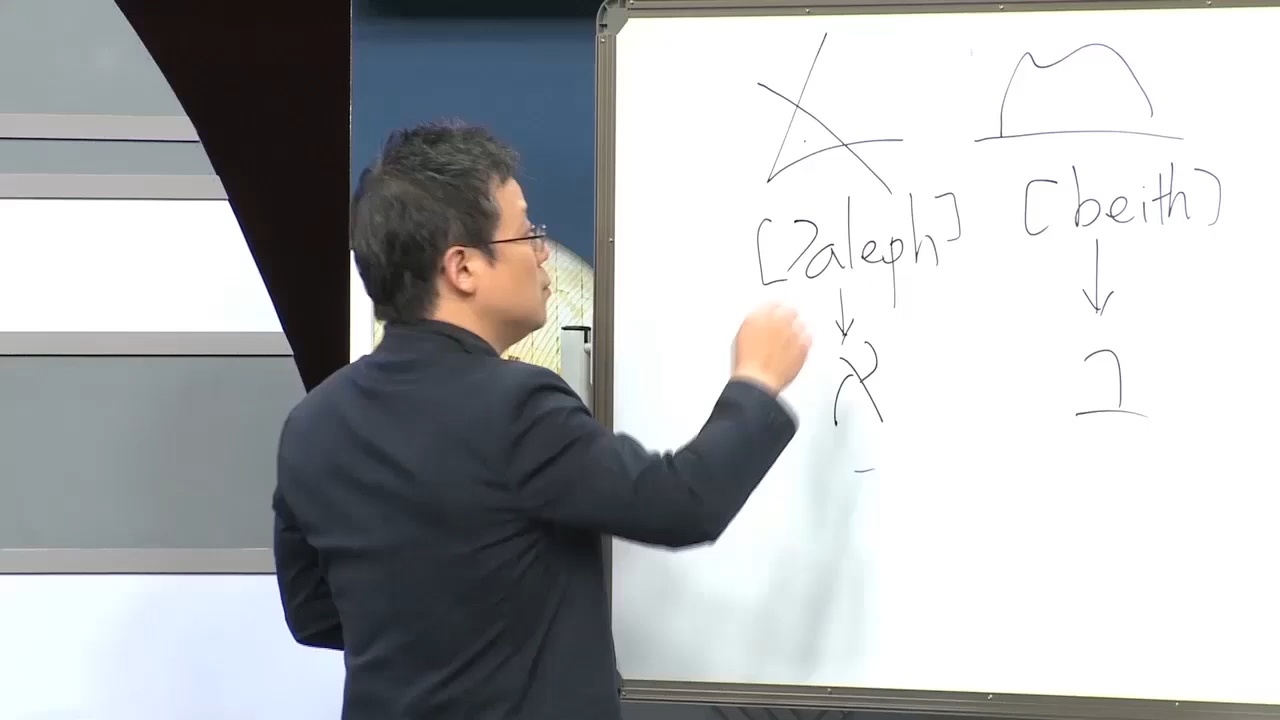 [ʔaleph] [beith]
↓ ↓
א ב